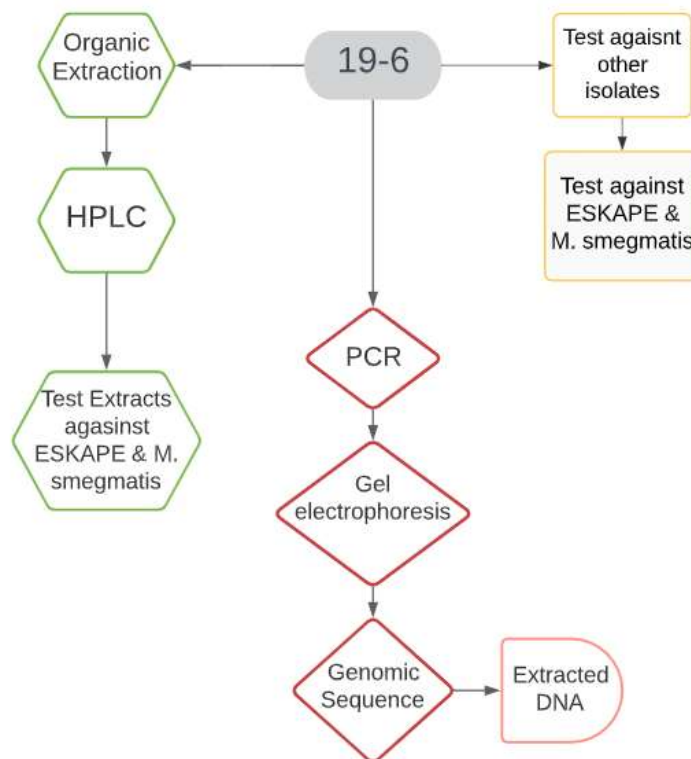 Organic
Extraction
19-6
Test agaisnt
other
isolates
HPLC
Test against
ESKAPE &
M. smegmatis
PCR
Test Extracts
agasinst
ESKAPE & M.
smegmatis
Gel
electrophoresis
Genomic
Sequence
Extracted
DNA